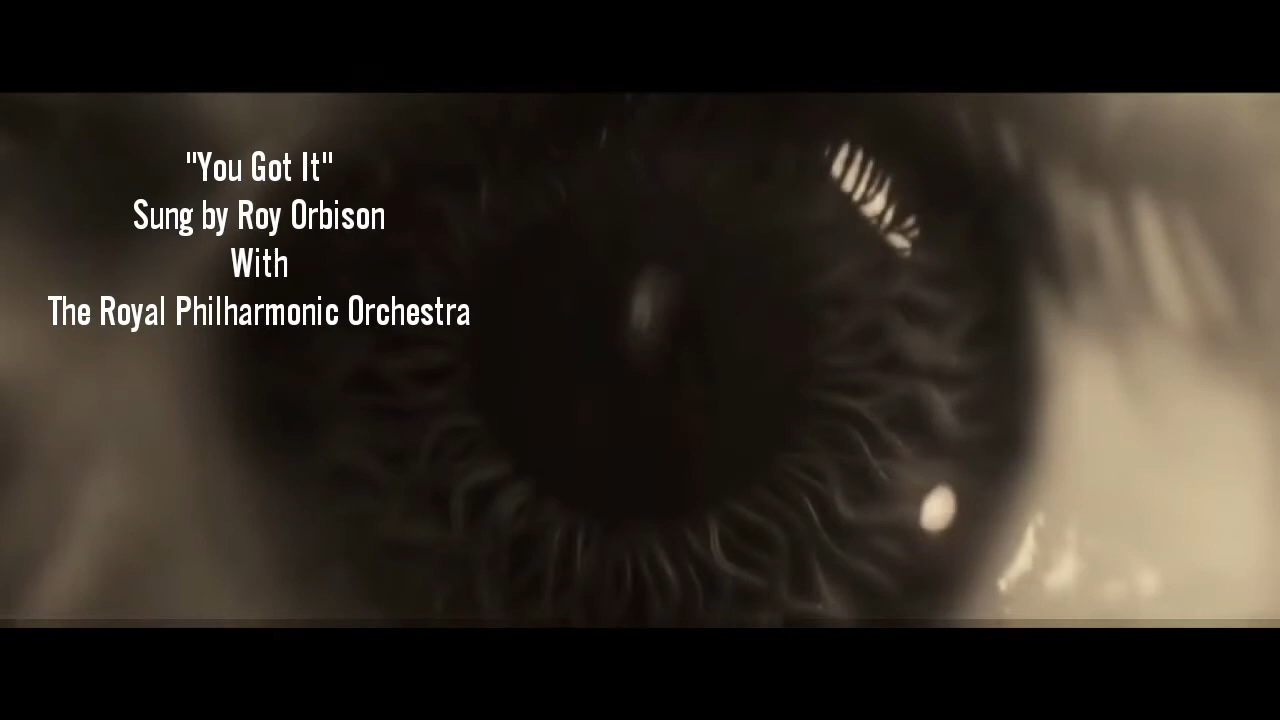 "You Got It"
Sung by Roy Orbison
With
The Royal Philharmonic Orchestra